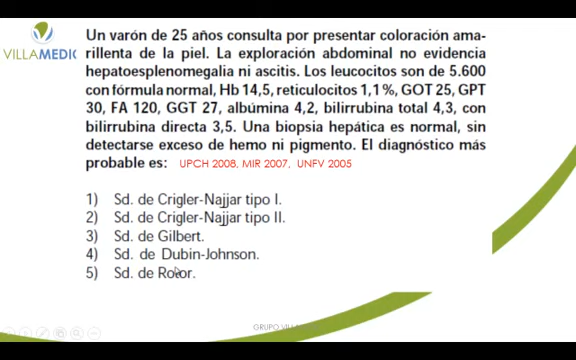 VILLAMEDIC
Un varón de 25 años consulta por presentar coloración ama-
rillenta de la piel. La exploración abdominal no evidencia
hepatoesplenomegalia ni ascitis. Los leucocitos son de 5.600
con fórmula normal, Hb 14,5, reticulocitos 1,1 %, GOT 25, GPT
30, FA 120, GGT 27, albúmina 4,2, bilirrubina total 4,3, con
bilirrubina directa 3,5. Una biopsia hepática es normal, sin
detectarse exceso de hemo ni pigmento. El diagnóstico más
probable es: UPCH 2008, MIR 2007, UNFV 2005
1) Sd. de Crigler-Najjar tipo I.
2) Sd. de Crigler-Najjar tipo II.
3) Sd. de Gilbert.
4) Sd. de Dubin-Johnson.
5) Sd. de Rotor.
GRUPO